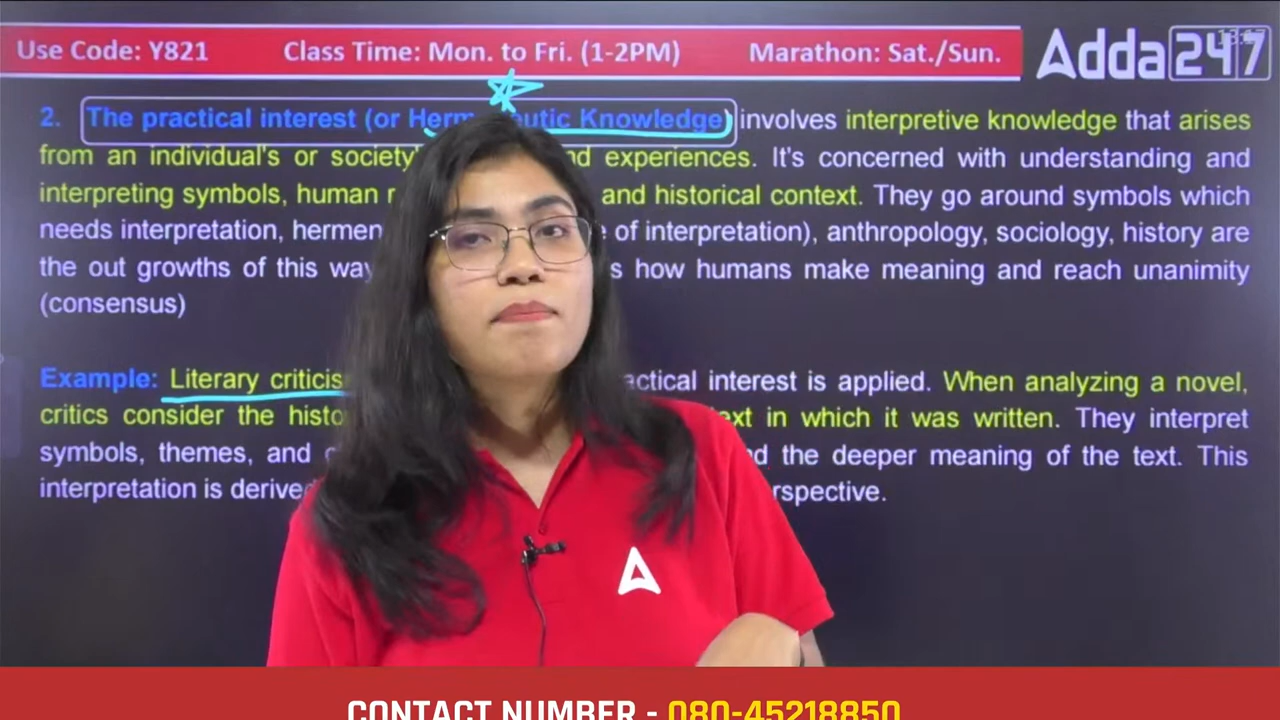 Use Code: Y821 Class Time: Mon. to Fri. (1-2PM) Marathon: Sat./Sun. Adda247
2. The practical interest (or Herm eutic Knowledge) involves interpretive knowledge that arises
from an individual's or society' nd experiences. It's concerned with understanding and
interpreting symbols, human and historical context. They go around symbols which
needs interpretation, hermen of interpretation), anthropology, sociology, history are
the out growths of this way how humans make meaning and reach unanimity
(consensus)
Example: Literary criticis actical interest is applied. When analyzing a novel,
critics consider the histo ext in which it was written. They interpret
symbols, themes, and the deeper meaning of the text. This
interpretation is derive rspective.
CONTACT NUMBER - 080-45218850